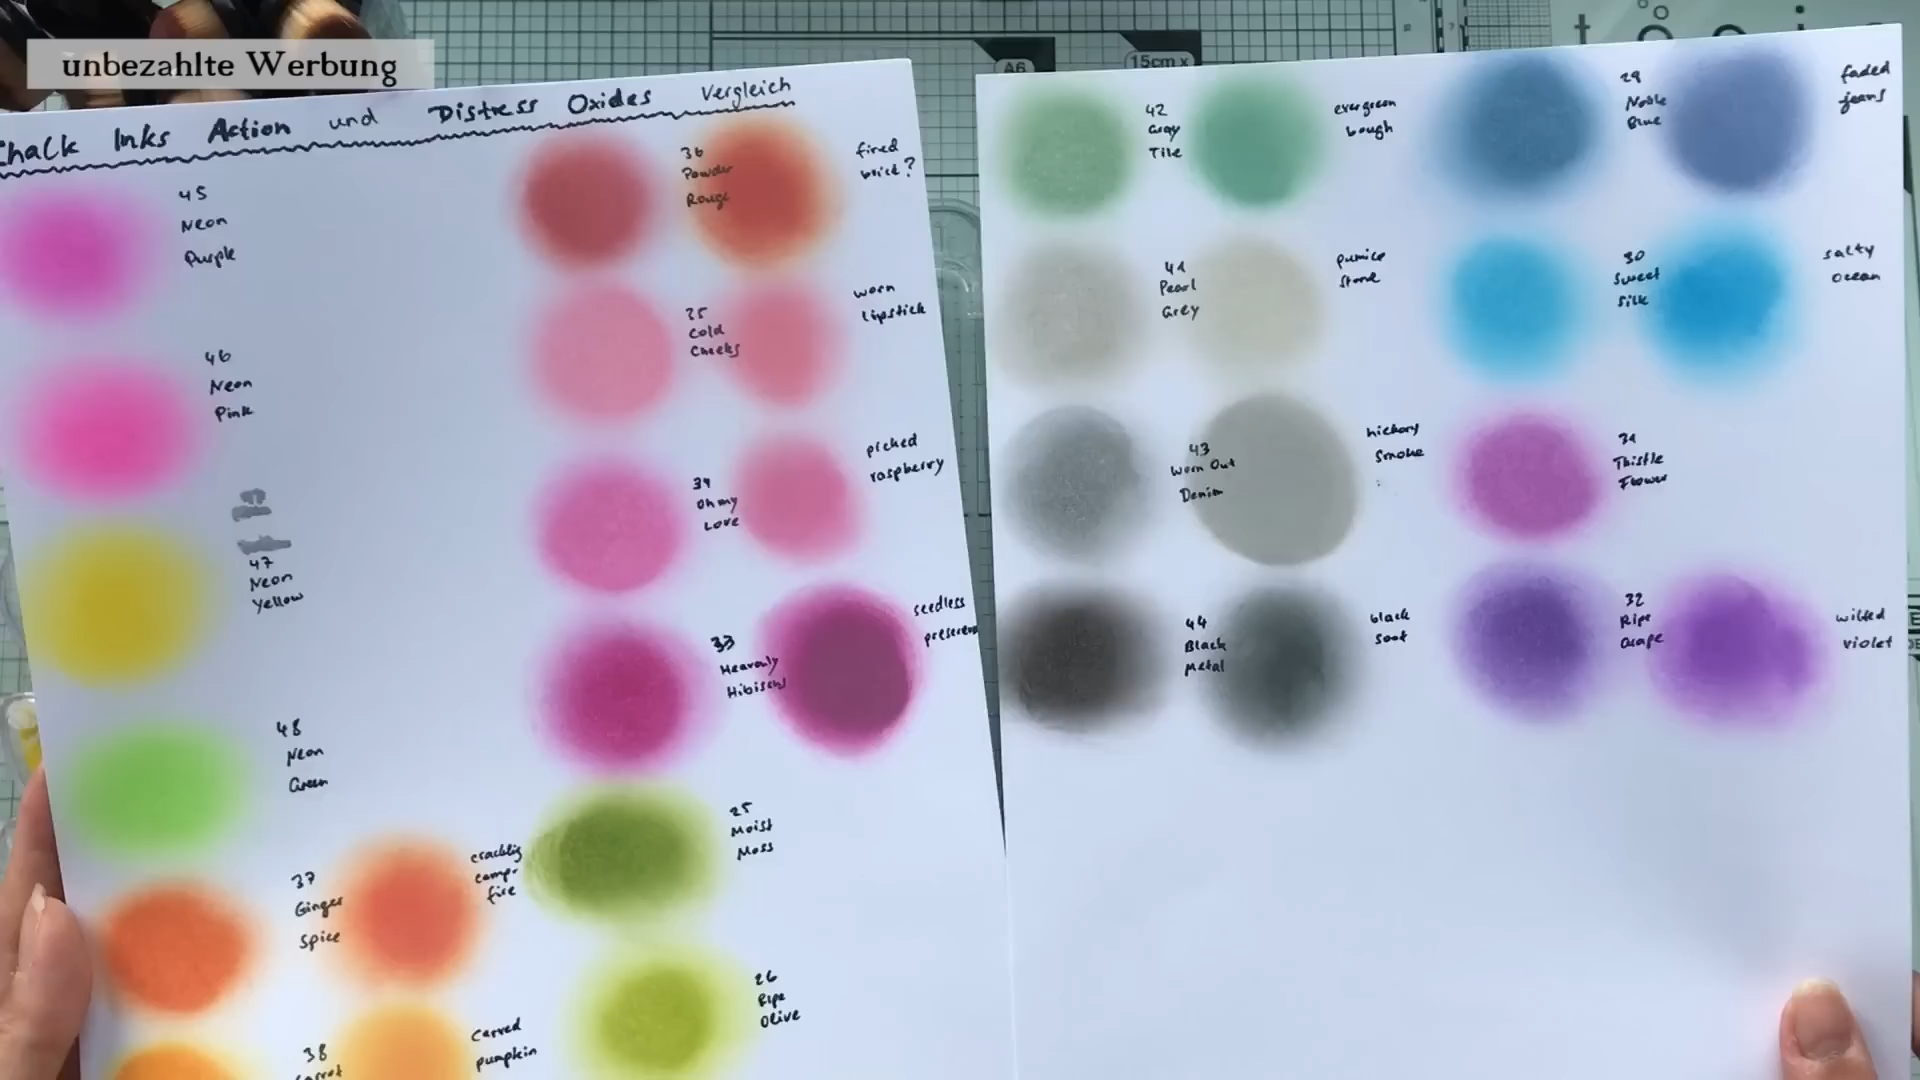 unbezahlte Werbung
A6
15cm x
Chalk Inks Action und Distress Oxides Vergleich
45
Neon
Purple
46
Neon
Pink
47
Neon
Yellow
48
Neon
Green
37
Ginger
Spice
crackling
camp-
fire
38
Carrot
carved
pumpkin
36
Powder
Rouge
fired
brick?
35
Cold
Cheeks
worn
lipstick
34
Oh my
Love
picked
raspberry
33
Heavenly
Hibiscus
seedless
preserves
25
Moist
Moss
26
Ripe
Olive
42
Gray
Tile
evergreen
bough
41
Pearl
Grey
pumice
stone
43
Worn Out
Denim
hickory
smoke
44
Black
Metal
black
soot
29
Noble
Blue
faded
jeans
30
Sweet
Silk
salty
ocean
31
Thistle
Flower
32
Ripe
Grape
wilted
violet